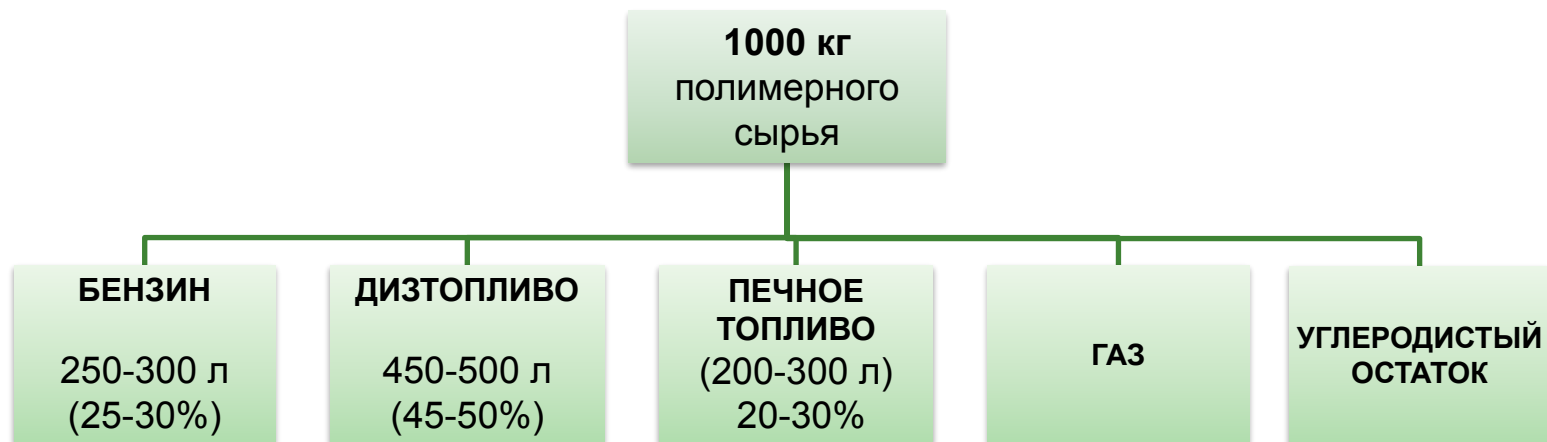 1000 кг
полимерного
сырья
БЕНЗИН
250-300 л
(25-30%)
ДИЗТОПЛИВО
450-500 л
(45-50%)
ПЕЧНОЕ
ТОПЛИВО
(200-300 л)
20-30%
ГАЗ
УГЛЕРОДИСТЫЙ
ОСТАТОК